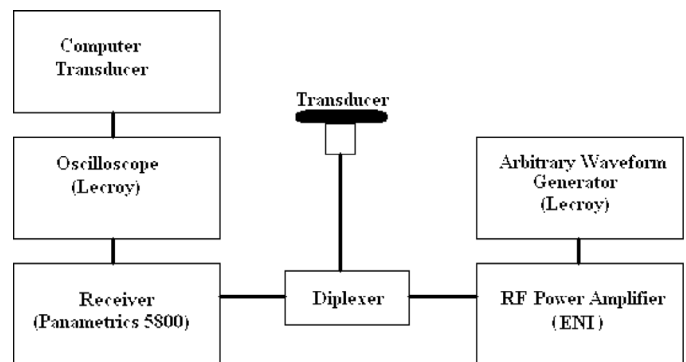 Computer
Transducer
Transducer
Oscilloscope
(Lecroy)
Arbitrary Waveform
Generator
(Lecroy)
Receiver
(Panametrics 5800)
Diplexer
RF Power Amplifier
(ENI)